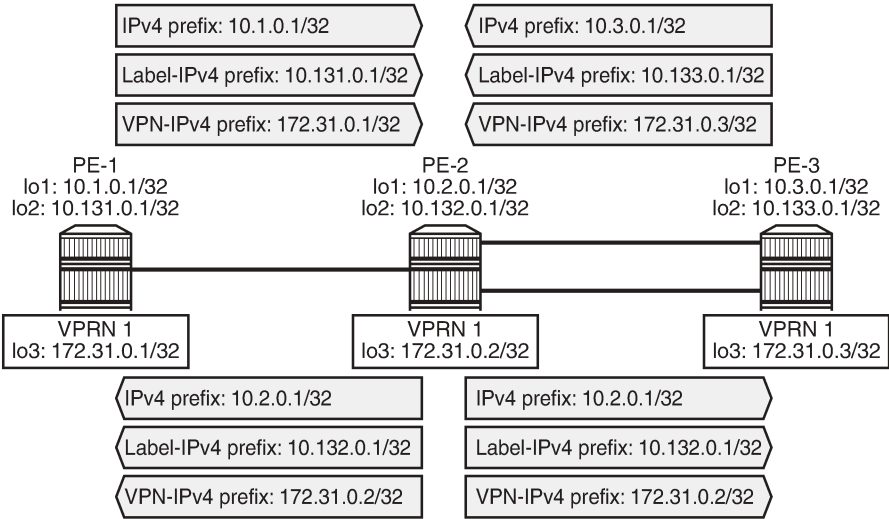 IPv4 prefix: 10.1.0.1/32
Label-IPv4 prefix: 10.131.0.1/32
VPN-IPv4 prefix: 172.31.0.1/32
IPv4 prefix: 10.3.0.1/32
Label-IPv4 prefix: 10.133.0.1/32
VPN-IPv4 prefix: 172.31.0.3/32
PE-1
lo1: 10.1.0.1/32
lo2: 10.131.0.1/32
PE-2
lo1: 10.2.0.1/32
lo2: 10.132.0.1/32
PE-3
lo1: 10.3.0.1/32
lo2: 10.133.0.1/32
VPRN 1
lo3: 172.31.0.1/32
VPRN 1
lo3: 172.31.0.2/32
VPRN 1
lo3: 172.31.0.3/32
IPv4 prefix: 10.2.0.1/32
Label-IPv4 prefix: 10.132.0.1/32
VPN-IPv4 prefix: 172.31.0.2/32
IPv4 prefix: 10.2.0.1/32
Label-IPv4 prefix: 10.132.0.1/32
VPN-IPv4 prefix: 172.31.0.2/32